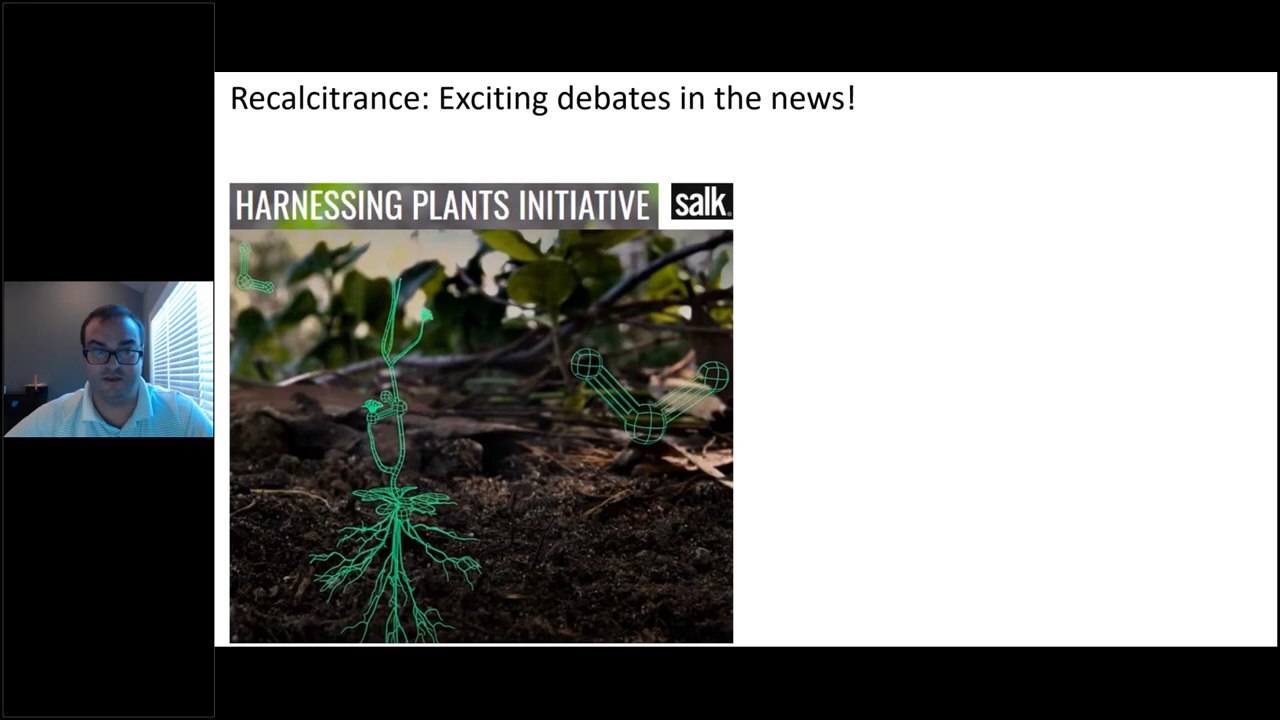 Recalcitrance: Exciting debates in the news!
HARNESSING PLANTS INITIATIVE
salk